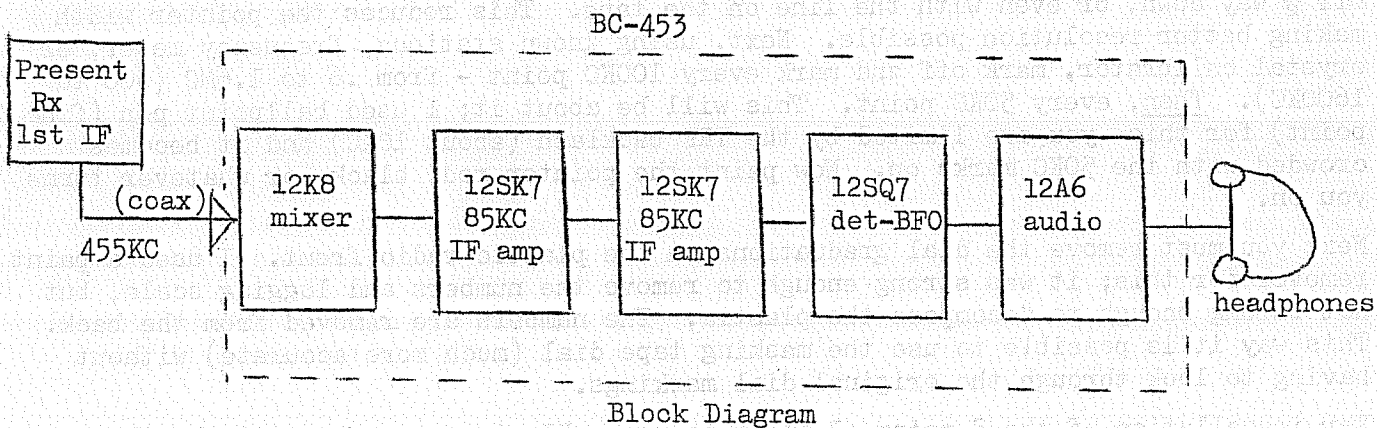 BC-453
Present
Rx
1st IF
(coax)
455KC
12K8
mixer
12SK7
85KC
IF amp
12SK7
85KC
IF amp
12SQ7
det-BFO
12A6
audio
headphones
Block Diagram